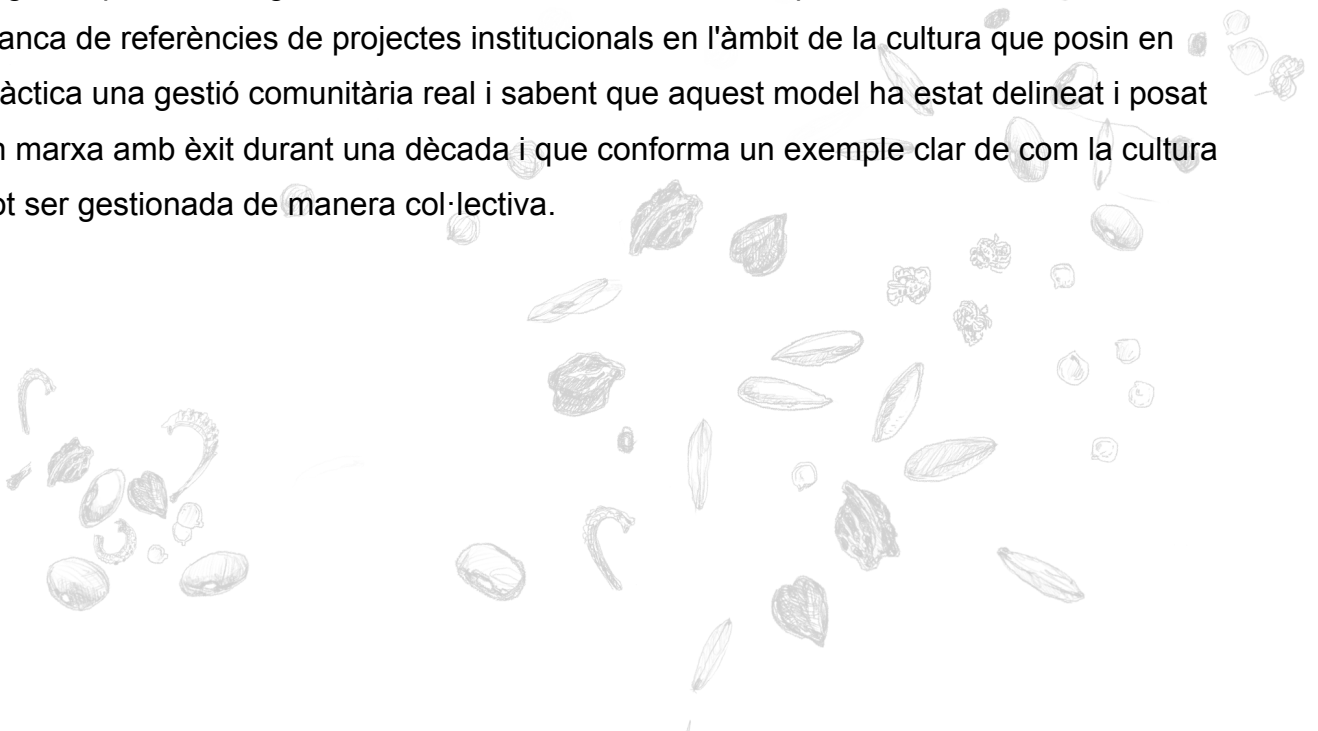 anca de referències de projectes institucionals en l'àmbit de la cultura que posin en
àctica una gestió comunitària real i sabent que aquest model ha estat delineat i posat
marxa amb èxit durant una dècada i que conforma un exemple clar de com la cultura
ser gestionada de manera col·lectiva.